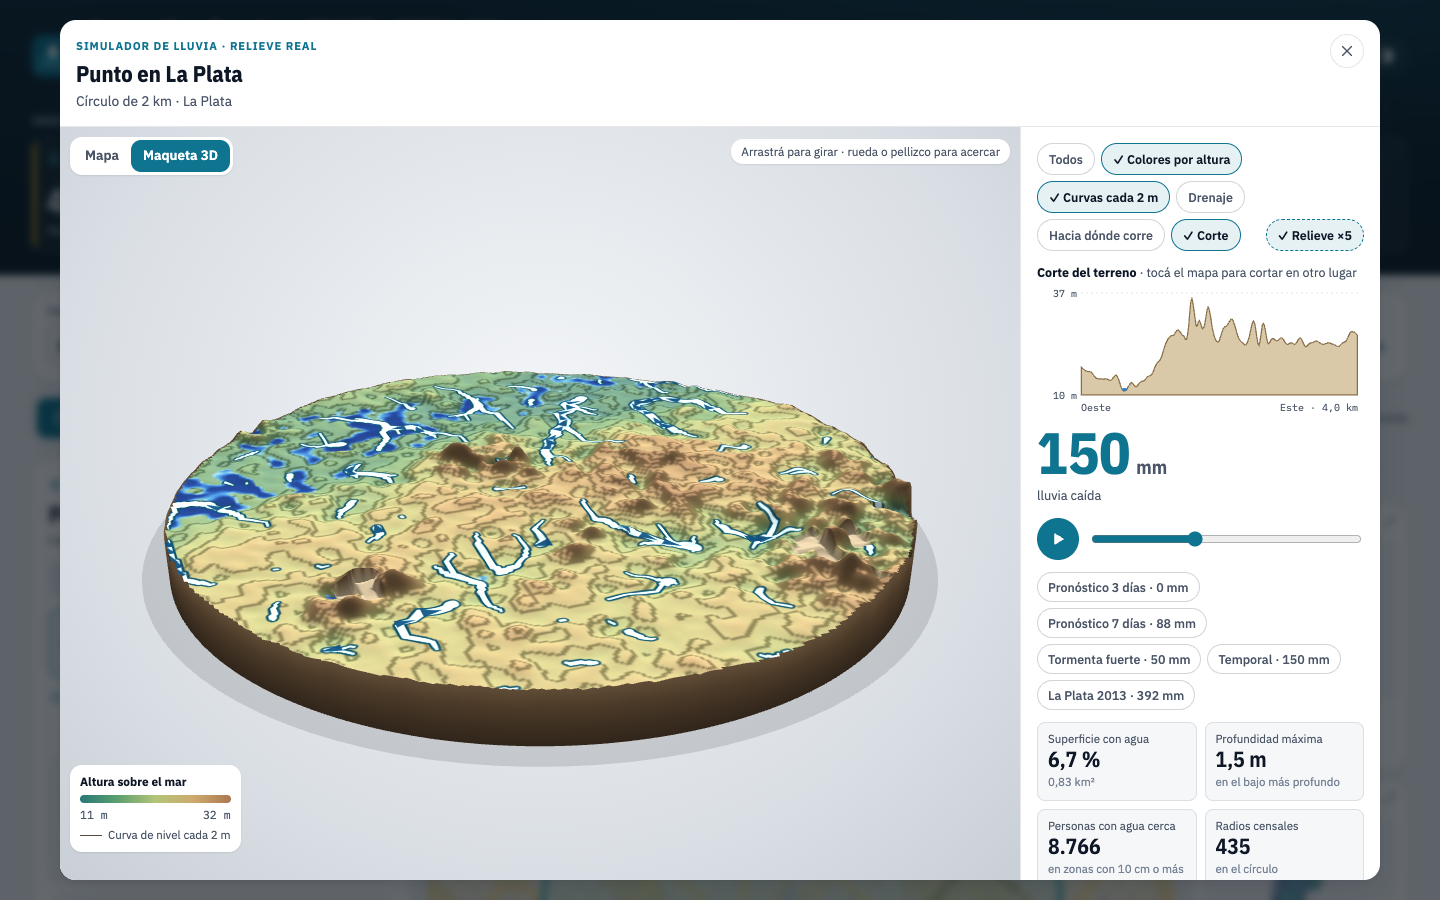 SIMULADOR DE LLUVIA · RELIEVE REAL
Punto en La Plata
Círculo de 2 km · La Plata
Mapa
Maqueta 3D
Arrastrá para girar · rueda o pellizco para acercar
Altura sobre el mar
11 m
32 m
Curva de nivel cada 2 m
Todos
✓ Colores por altura
✓ Curvas cada 2 m
Drenaje
Hacia dónde corre
✓ Corte
✓ Relieve ×5
Corte del terreno · tocá el mapa para cortar en otro lugar
37 m
10 m
Oeste
Este · 4,0 km
150 mm
lluvia caída
Pronóstico 3 días · 0 mm
Pronóstico 7 días · 88 mm
Tormenta fuerte · 50 mm
Temporal · 150 mm
La Plata 2013 · 392 mm
Superficie con agua
6,7 %
0,83 km²
Profundidad máxima
1,5 m
en el bajo más profundo
Personas con agua cerca
8.766
en zonas con 10 cm o más
Radios censales
435
en el círculo